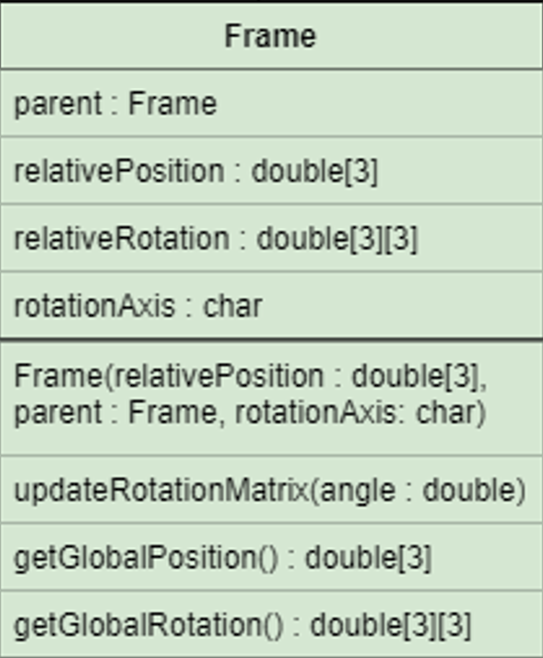 Frame
parent : Frame
relativePosition : double[3]
relativeRotation : double[3][3]
rotationAxis : char
Frame(relativePosition : double[3],
parent : Frame, rotationAxis: char)
updateRotationMatrix(angle : double)
getGlobalPosition() : double[3]
getGlobalRotation() : double[3][3]